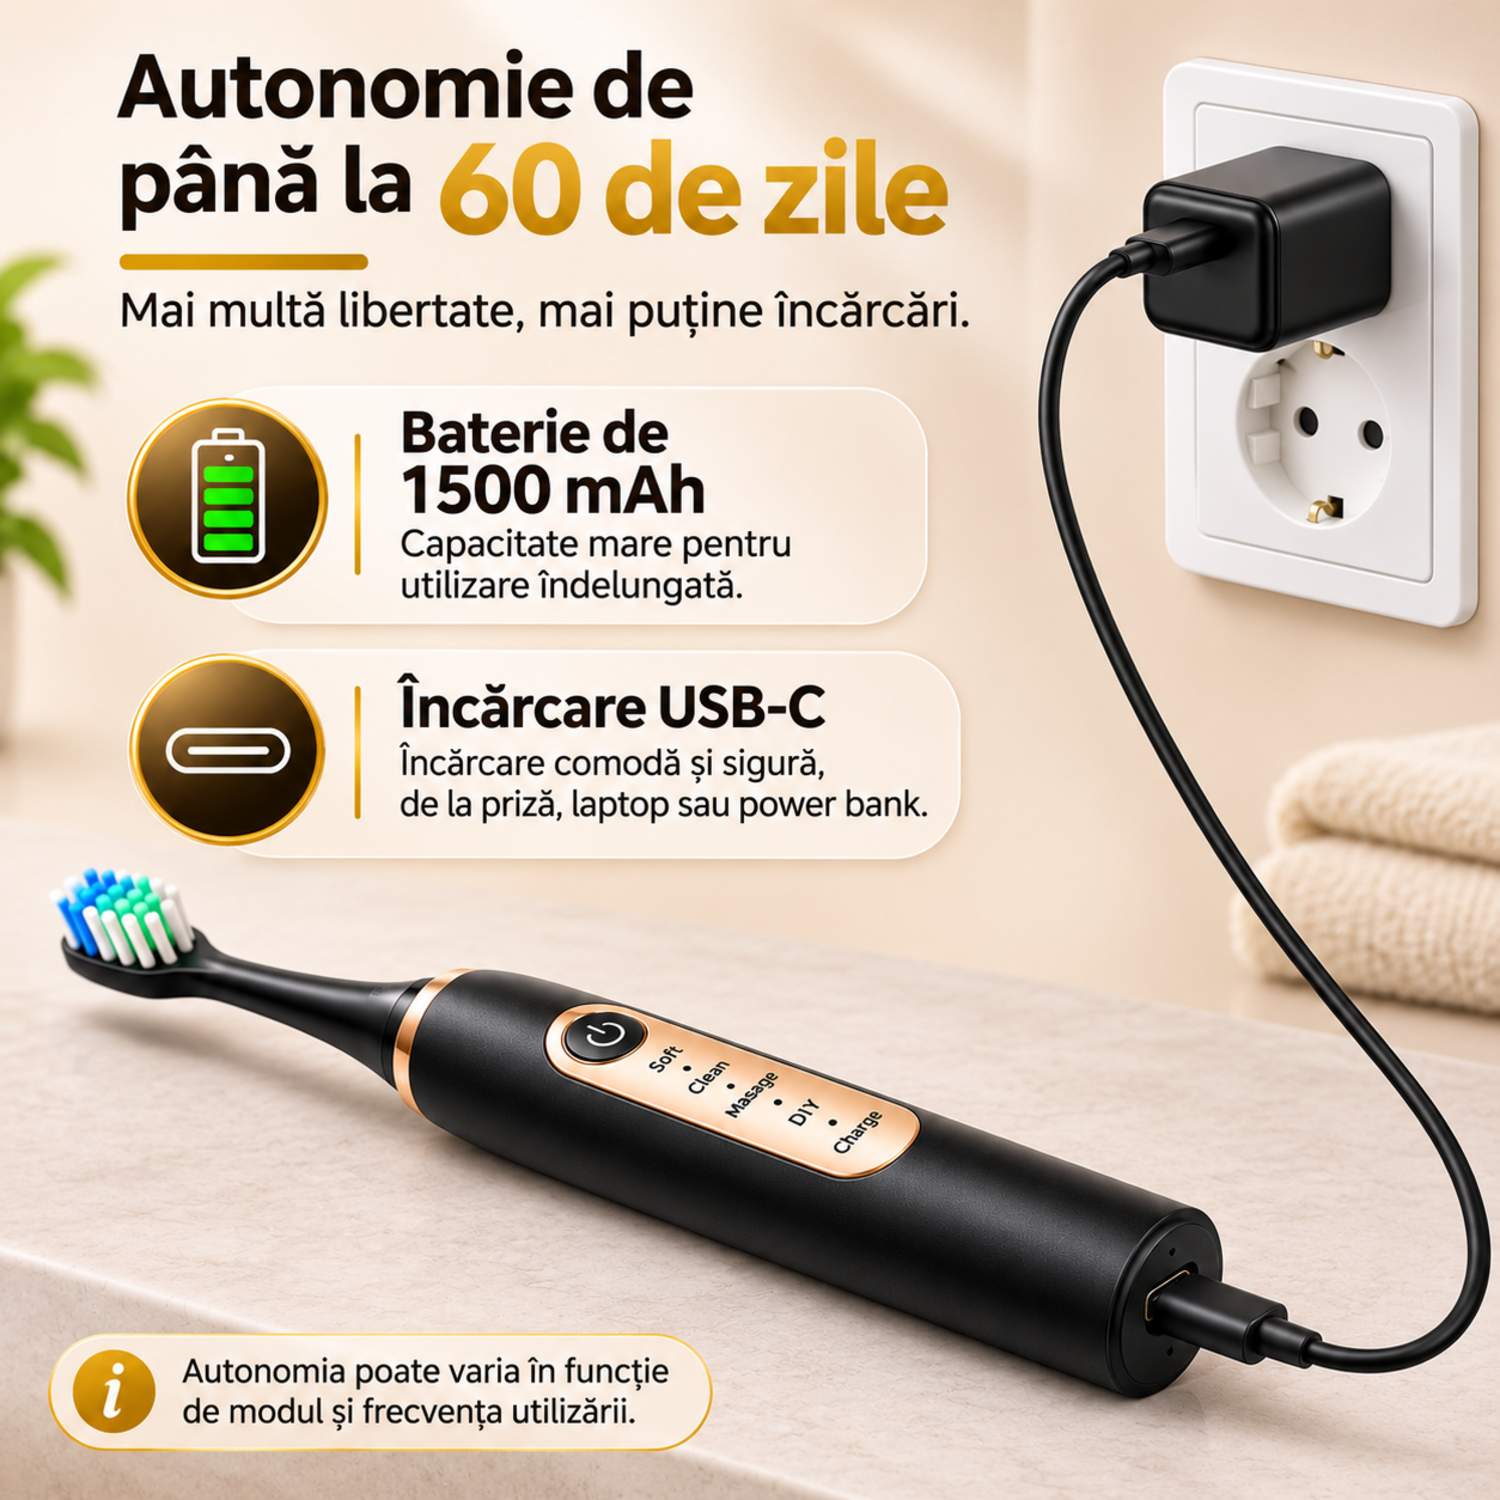 Autonomie de
până la 60 de zile
Mai multă libertate, mai puține încărcări.
Baterie de
1500 mAh
Capacitate mare pentru
utilizare îndelungată.
Încărcare USB-C
Încărcare comodă și sigură,
de la priză, laptop sau power bank.
Soft
Clean
Masage
DIY
Charge
i
Autonomia poate varia în funcție
de modul și frecvența utilizării.